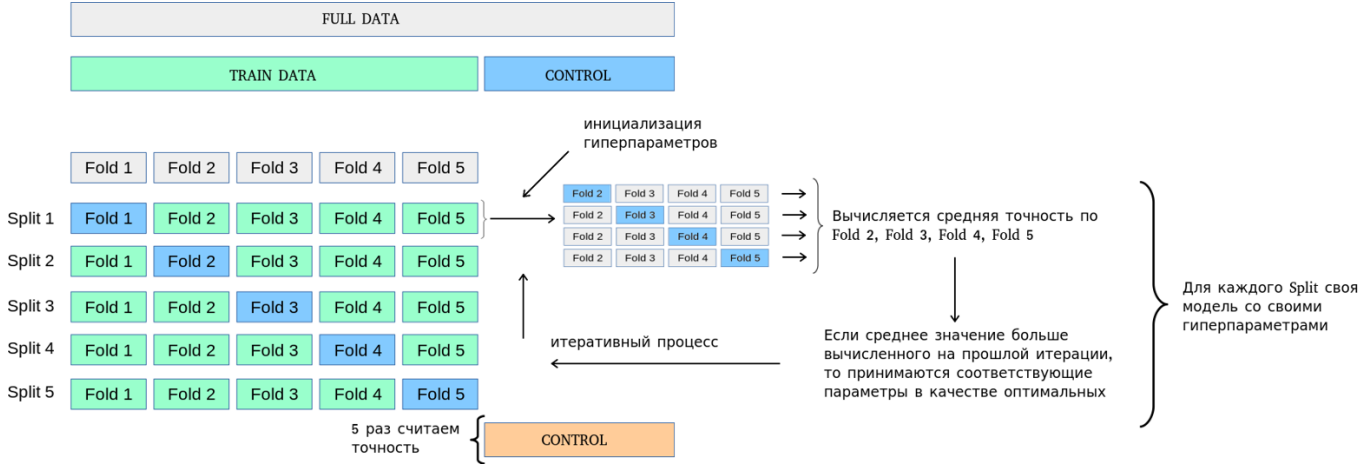 FULL DATA
TRAIN DATA
CONTROL
инициализация
гиперпараметров
Fold 1 Fold 2 Fold 3 Fold 4 Fold 5
Split 1 Fold 1 Fold 2 Fold 3 Fold 4 Fold 5
Split 2 Fold 1 Fold 2 Fold 3 Fold 4 Fold 5
Split 3 Fold 1 Fold 2 Fold 3 Fold 4 Fold 5
Split 4 Fold 1 Fold 2 Fold 3 Fold 4 Fold 5
Split 5 Fold 1 Fold 2 Fold 3 Fold 4 Fold 5
Fold 2 Fold 3 Fold 4 Fold 5
Fold 2 Fold 3 Fold 4 Fold 5
Fold 2 Fold 3 Fold 4 Fold 5
Fold 2 Fold 3 Fold 4 Fold 5
Вычисляется средняя точность по
Fold 2, Fold 3, Fold 4, Fold 5
Если среднее значение больше
вычисленного на прошлой итерации,
то принимаются соответствующие
параметры в качестве оптимальных
итеративный процесс
Для каждого Split своя
модель со своими
гиперпараметрами
5 раз считаем
точность
CONTROL